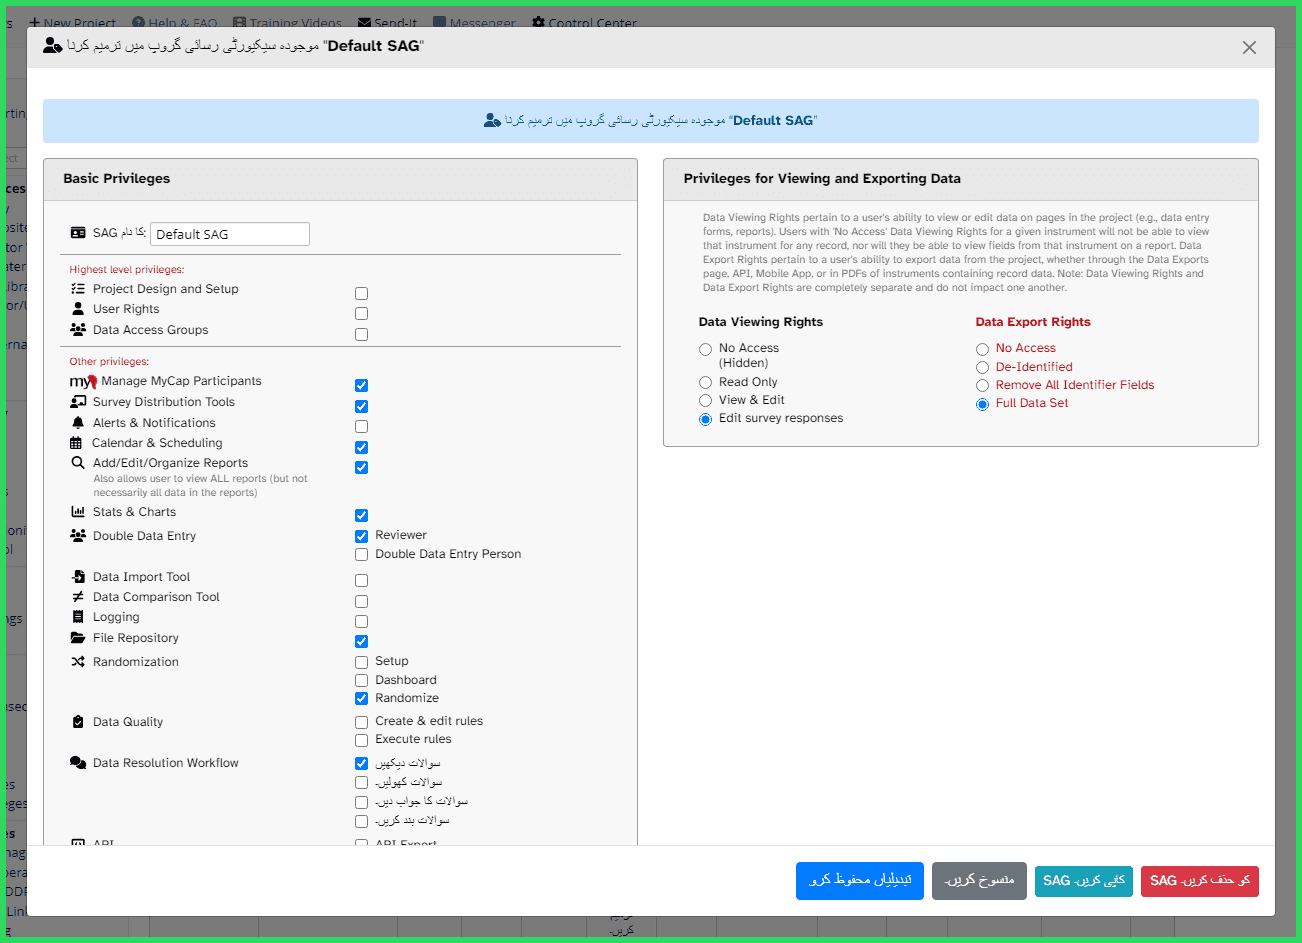 New Project Help & FAQ Training Videos Send-It Messenger Control Center
موجودہ سیکیورٹی رسائی گروپ میں ترمیم کرنا "Default SAG"
موجودہ سیکیورٹی رسائی گروپ میں ترمیم کرنا "Default SAG"
Basic Privileges
SAG کا نام: Default SAG
Highest level privileges:
Project Design and Setup
User Rights
Data Access Groups
Other privileges:
my Manage MyCap Participants
Survey Distribution Tools
Alerts & Notifications
Calendar & Scheduling
Add/Edit/Organize Reports
Also allows user to view ALL reports (but not
necessarily all data in the reports)
Stats & Charts
Double Data Entry Reviewer
Double Data Entry Person
Data Import Tool
Data Comparison Tool
Logging
File Repository
Randomization Setup
Dashboard
Randomize
Data Quality Create & edit rules
Execute rules
Data Resolution Workflow سوالات دیکھیں
سوالات کھولیں۔
سوالات کا جواب دیں۔
سوالات بند کریں۔
API API Export
Privileges for Viewing and Exporting Data
Data Viewing Rights pertain to a user's ability to view or edit data on pages in the project (e.g., data entry
forms, reports). Users with 'No Access' Data Viewing Rights for a given instrument will not be able to view
that instrument for any record, nor will they be able to view fields from that instrument on a report. Data
Export Rights pertain to a user's ability to export data from the project, whether through the Data Exports
page, API, Mobile App, or in PDFs of instruments containing record data. Note: Data Viewing Rights and
Data Export Rights are completely separate and do not impact one another.
Data Viewing Rights
No Access
(Hidden)
Read Only
View & Edit
Edit survey responses
Data Export Rights
No Access
De-Identified
Remove All Identifier Fields
Full Data Set
تبدیلیاں محفوظ کرو
منسوخ کریں۔
SAG کاپی کریں۔
SAG کو حذف کریں۔
کریں۔